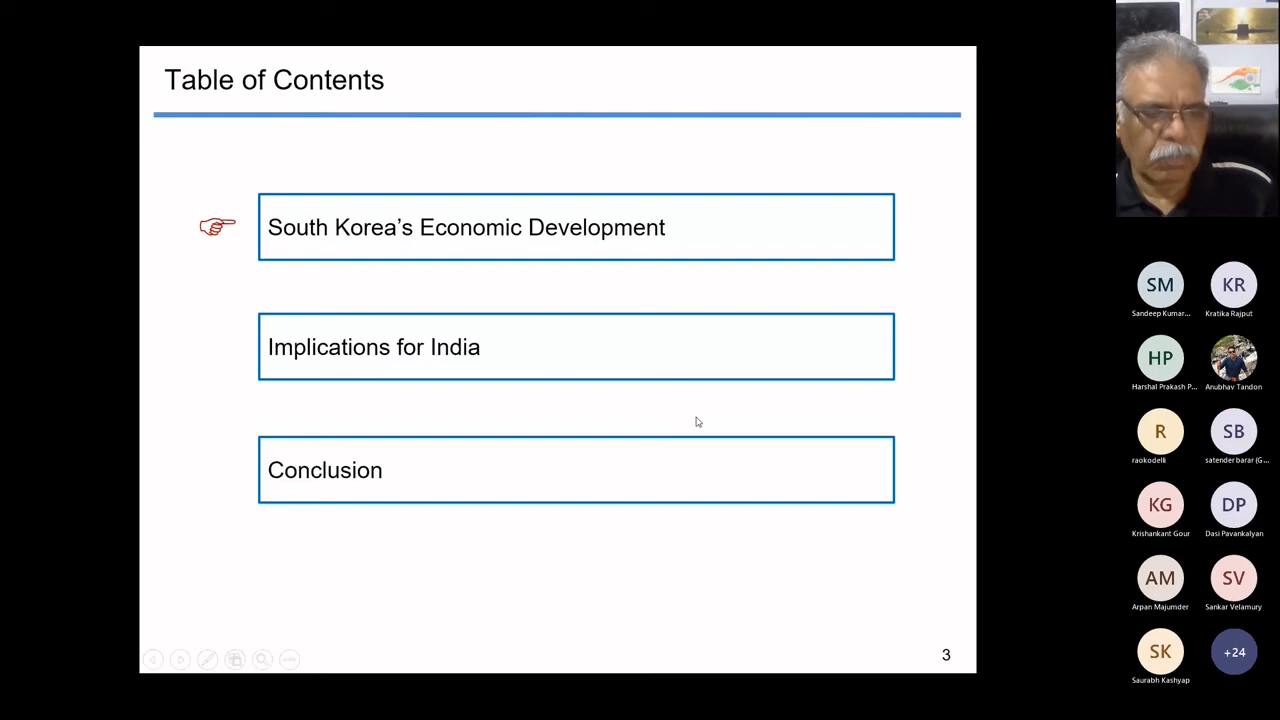 Table of Contents
South Korea’s Economic Development
Implications for India
Conclusion
3
SM
KR
Sandeep Kumar...
Kratika Rajput
HP
Harshal Prakash P...
Anubhav Tandon
R
SB
raokodelli
satender barar (G...
KG
DP
Krishankant Gour
Dasi Pavankalyan
AM
SV
Arpan Majumder
Sankar Velamury
SK
+24
Saurabh Kashyap